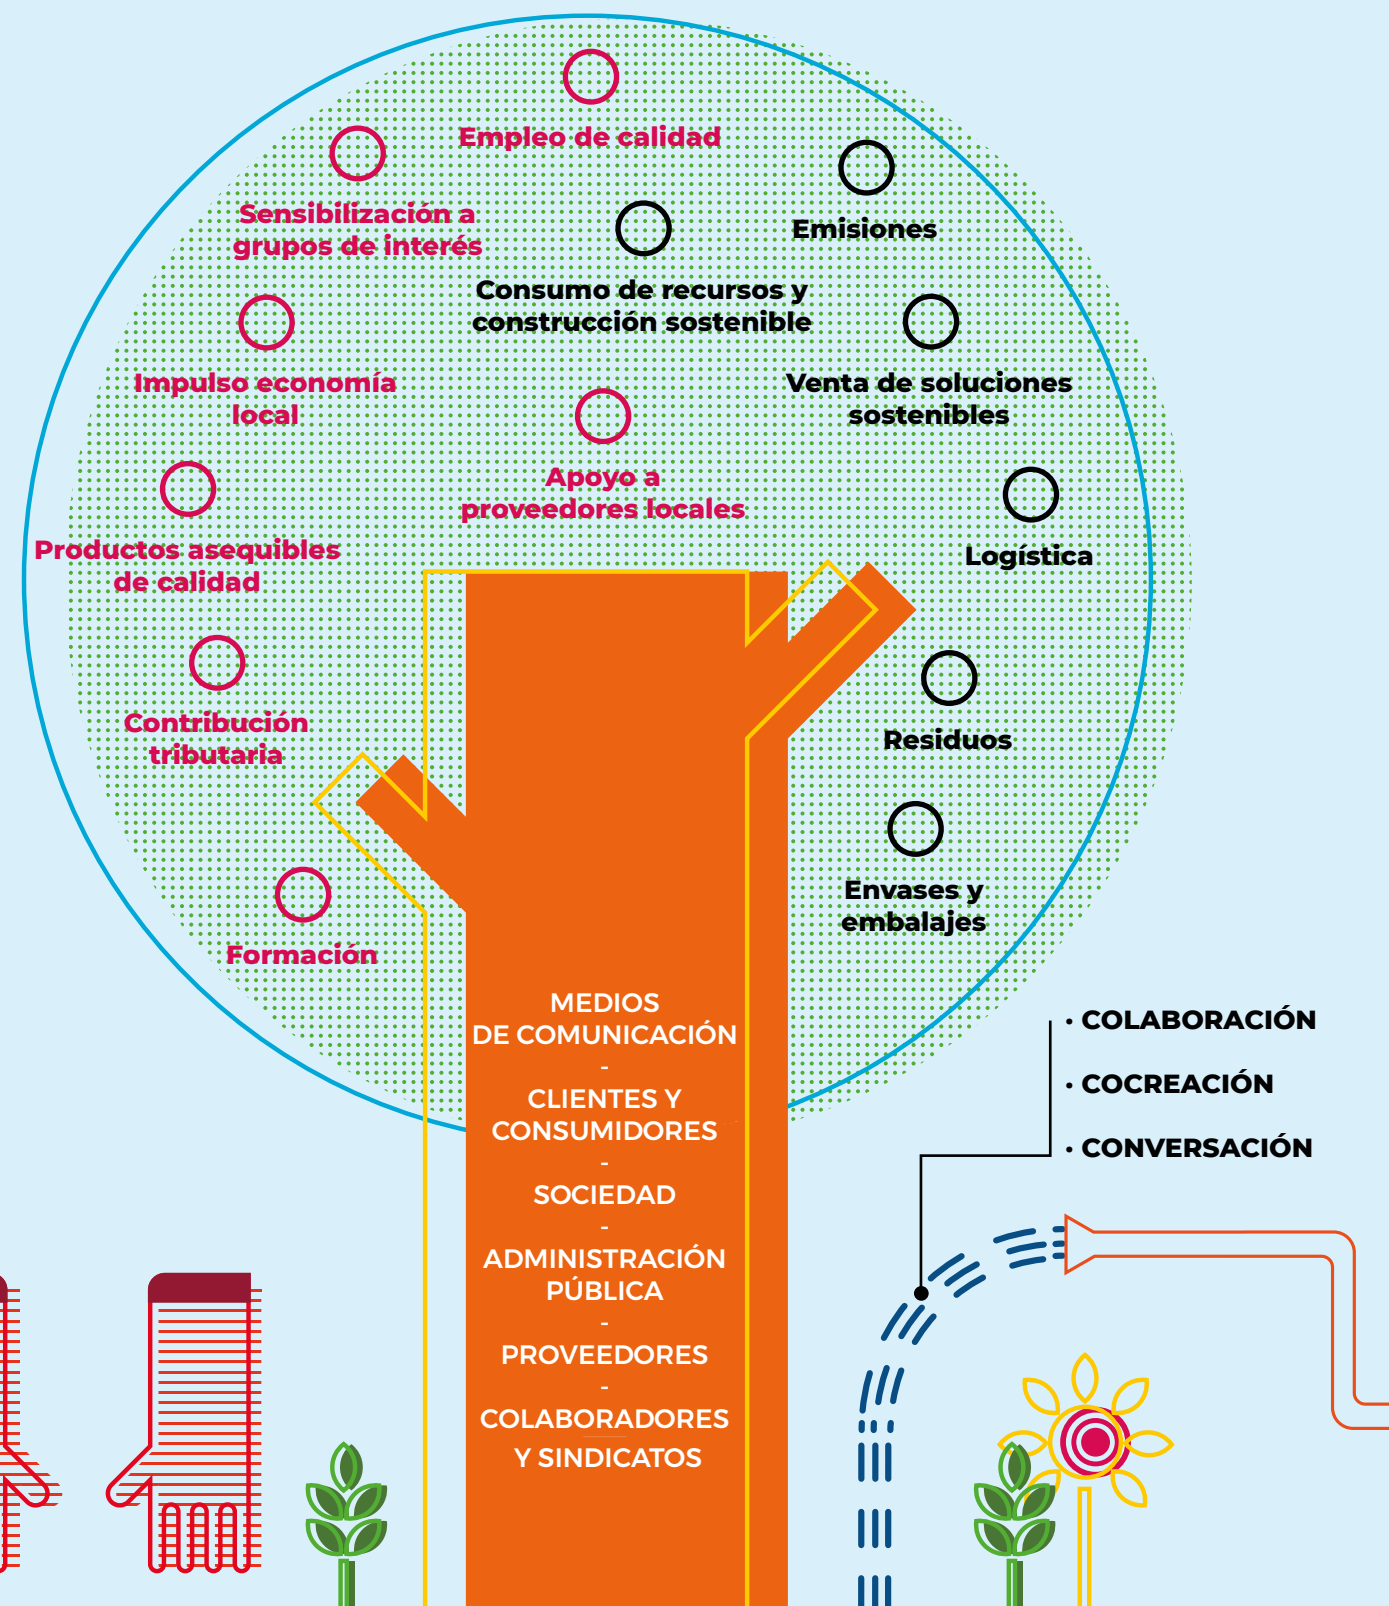 Empleo de calidad
Sensibilización a
grupos de interés
Emisiones
Consumo de recursos y
construcción sostenible
Impulso economía
local
Venta de soluciones
sostenibles
Apoyo a
proveedores locales
Productos asequibles
de calidad
Logística
Contribución
tributaria
Residuos
Formación
Envases y
embalajes
MEDIOS
DE COMUNICACIÓN
-
CLIENTES Y
CONSUMIDORES
-
SOCIEDAD
-
ADMINISTRACIÓN
PÚBLICA
-
PROVEEDORES
-
COLABORADORES
Y SINDICATOS
• COLABORACIÓN
• COCREACIÓN
• CONVERSACIÓN